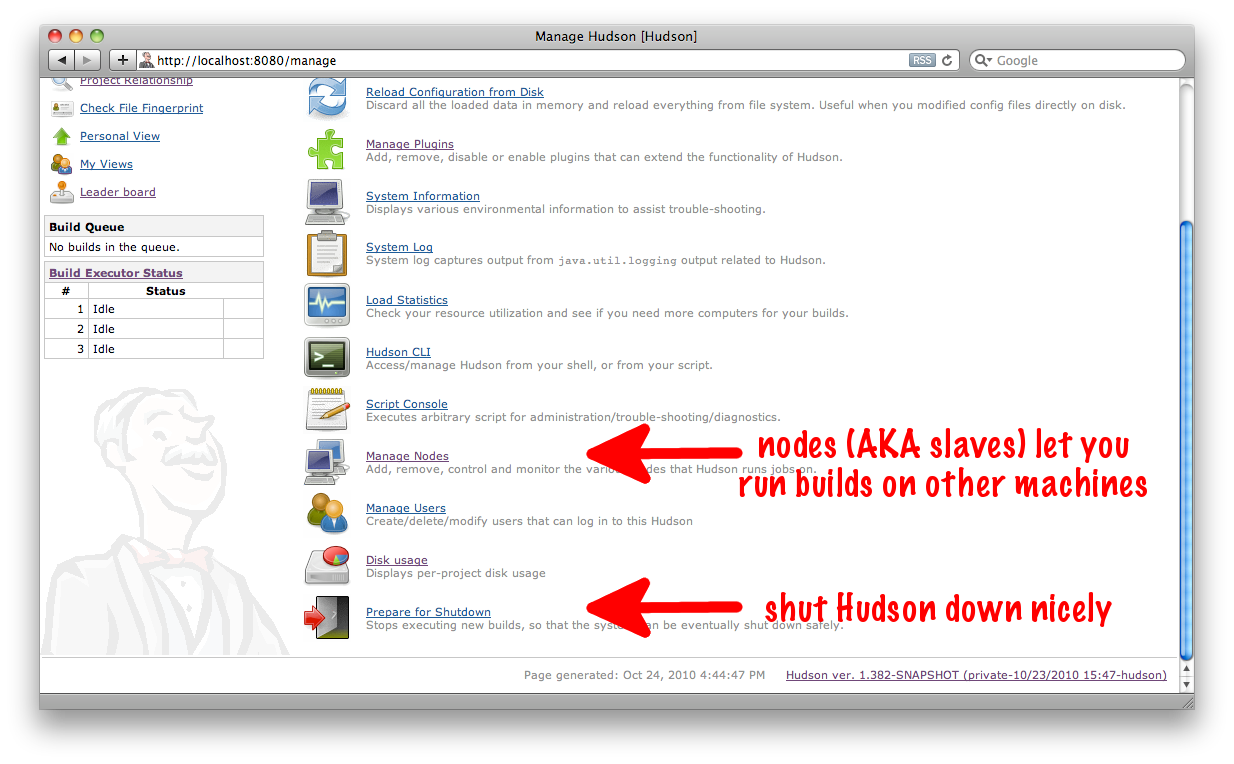 Manage Hudson [Hudson]
http://localhost:8080/manage
RSS
Google
Project Relationship
Check File Fingerprint
Personal View
My Views
Leader board
Build Queue
No builds in the queue.
Build Executor Status
# Status
1 Idle
2 Idle
3 Idle
Reload Configuration from Disk
Discard all the loaded data in memory and reload everything from file system. Useful when you modified config files directly on disk.
Manage Plugins
Add, remove, disable or enable plugins that can extend the functionality of Hudson.
System Information
Displays various environmental information to assist trouble-shooting.
System Log
System log captures output from java.util.logging output related to Hudson.
Load Statistics
Check your resource utilization and see if you need more computers for your builds.
Hudson CLI
Access/manage Hudson from your shell, or from your script.
Script Console
Executes arbitrary script for administration/trouble-shooting/diagnostics.
Manage Nodes
Add, remove, control and monitor the various nodes that Hudson runs jobs on.
nodes (AKA slaves) let you
run builds on other machines
Manage Users
Create/delete/modify users that can log in to this Hudson
Disk usage
Displays per-project disk usage
Prepare for Shutdown
Stops executing new builds, so that the system can be eventually shut down safely.
shut Hudson down nicely
Page generated: Oct 24, 2010 4:44:47 PM
Hudson ver. 1.382-SNAPSHOT (private-10/23/2010 15:47-hudson)